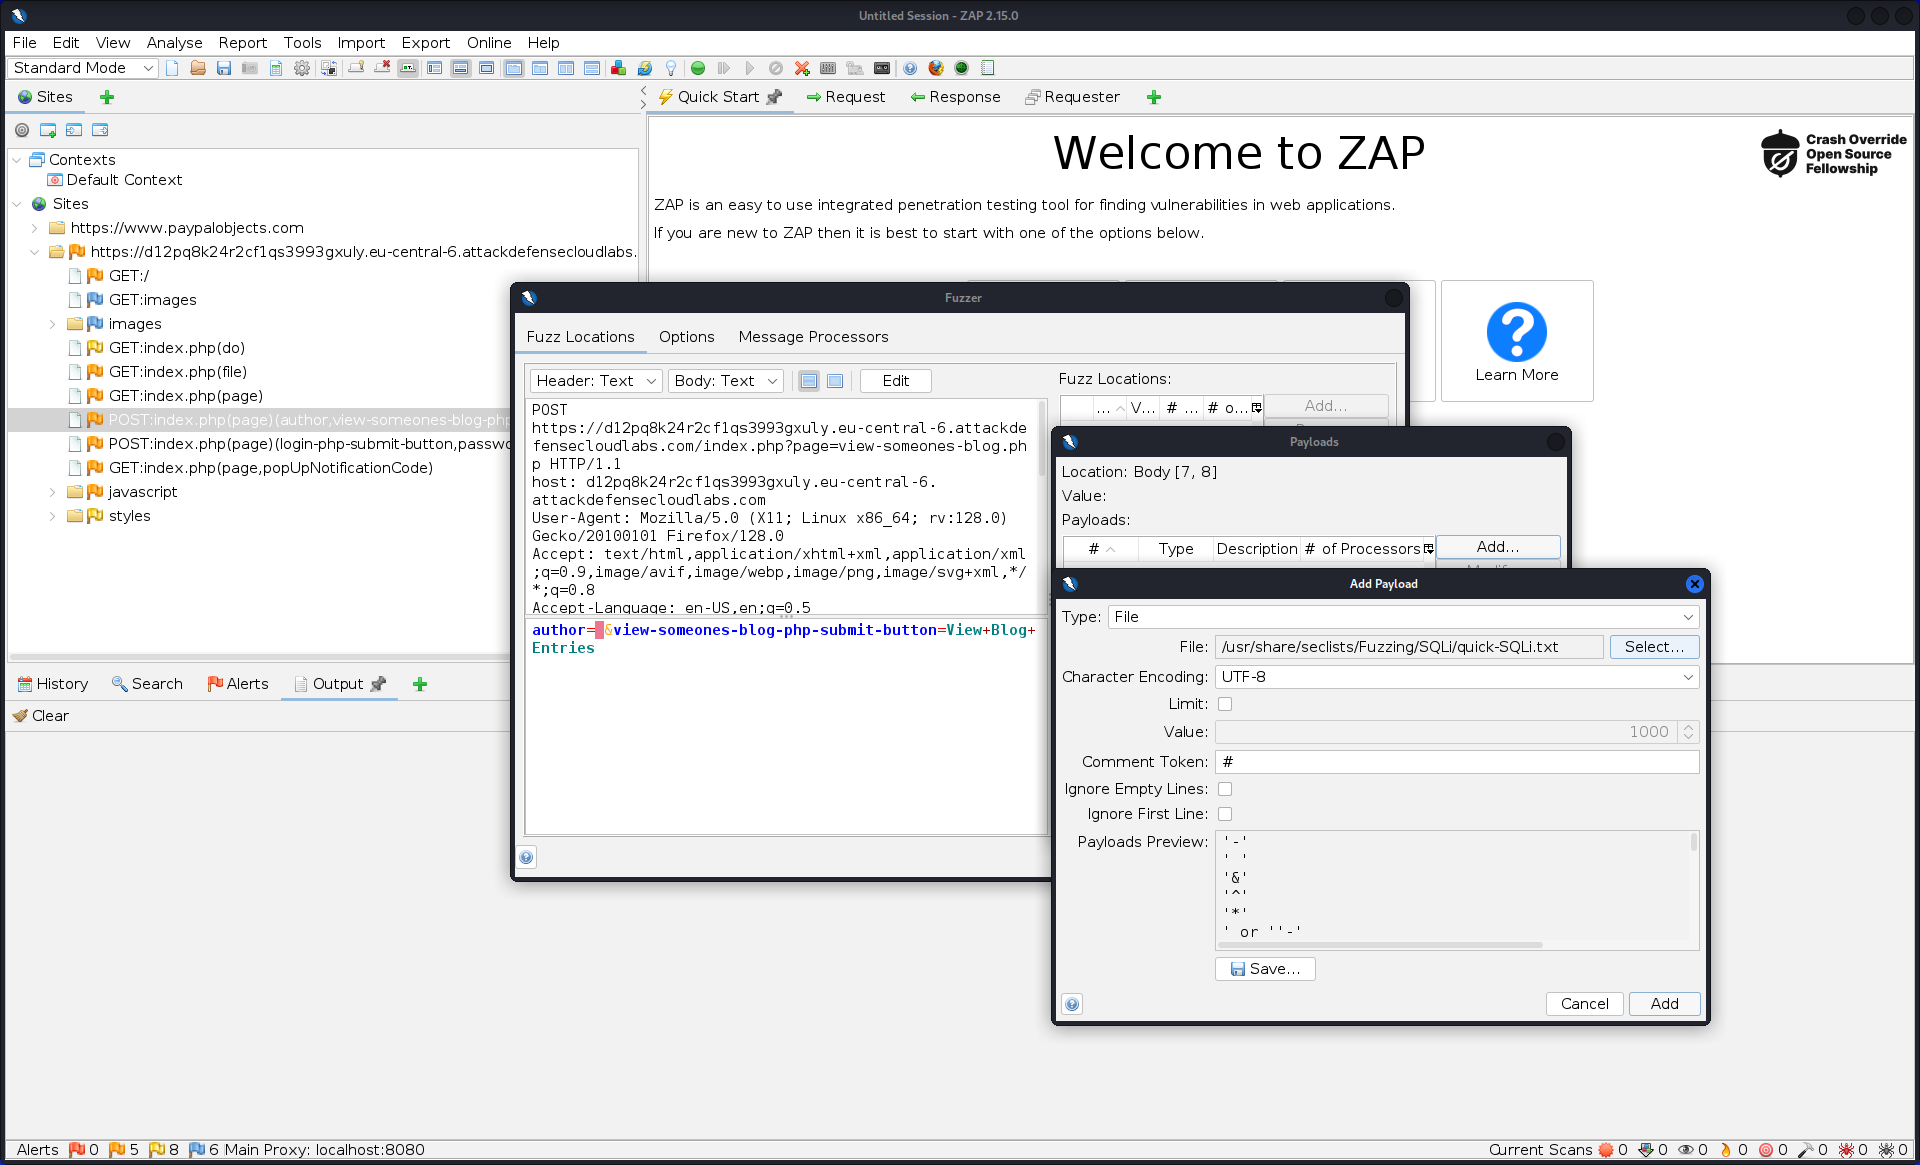 Untitled Session - ZAP 2.15.0
File Edit View Analyse Report Tools Import Export Online Help
Standard Mode
Sites
Quick Start Request Response Requester
Contexts
Default Context
Sites
https://www.paypalobjects.com
https://d12pq8k24r2cf1qs3993gxuly.eu-central-6.attackdefensecloudlabs.
GET:/
GET:images
images
GET:index.php(do)
GET:index.php(file)
GET:index.php(page)
POST:index.php(page)(author,view-someones-blog-php
POST:index.php(page)(login-php-submit-button,passwo
GET:index.php(page,popUpNotificationCode)
javascript
styles
Welcome to ZAP
Crash Override
Open Source
Fellowship
ZAP is an easy to use integrated penetration testing tool for finding vulnerabilities in web applications.
If you are new to ZAP then it is best to start with one of the options below.
Learn More
Fuzzer
Fuzz Locations Options Message Processors
Header: Text Body: Text Edit
POST
https://d12pq8k24r2cf1qs3993gxuly.eu-central-6.attackde
fensecloudlabs.com/index.php?page=view-someones-blog.ph
p HTTP/1.1
host: d12pq8k24r2cf1qs3993gxuly.eu-central-6.
attackdefensecloudlabs.com
User-Agent: Mozilla/5.0 (X11; Linux x86_64; rv:128.0)
Gecko/20100101 Firefox/128.0
Accept: text/html,application/xhtml+xml,application/xml
;q=0.9,image/avif,image/webp,image/png,image/svg+xml,*/
*;q=0.8
Accept-Language: en-US,en;q=0.5
author= &view-someones-blog-php-submit-button=View+Blog+
Entries
Fuzz Locations:
... V... # ... # o... Add...
Payloads
Location: Body [7, 8]
Value:
Payloads:
# Type Description # of Processors Add...
Add Payload
Type: File
File: /usr/share/seclists/Fuzzing/SQLi/quick-SQLi.txt Select...
Character Encoding: UTF-8
Limit:
Value: 1000
Comment Token: #
Ignore Empty Lines:
Ignore First Line:
Payloads Preview: '-'
' '
'&'
'^'
'*'
' or ''-'
Save...
Cancel Add
History Search Alerts Output
Clear
Alerts 0 5 8 6 Main Proxy: localhost:8080
Current Scans 0 0 0 0 0 0 0 0